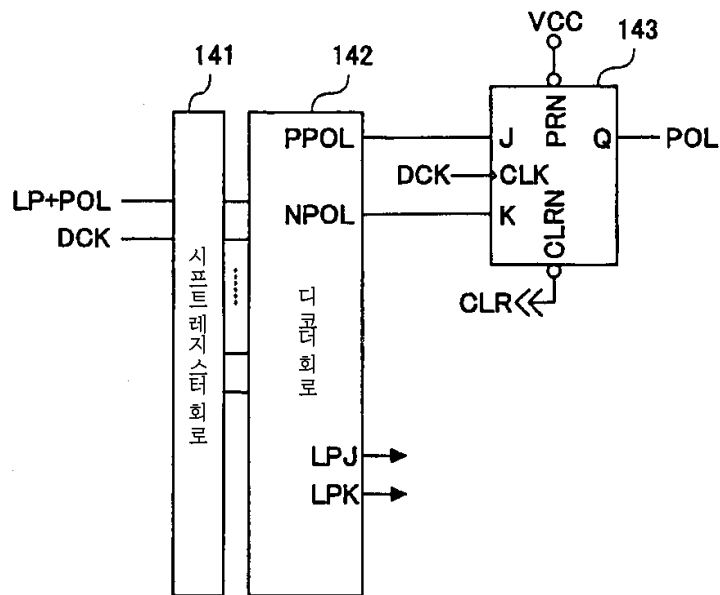 VCC
141
142
143
PPOL
J
PRN
Q
POL
DCK
CLK
LP+POL
NPOL
K
CLRN
DCK
CLR
시프트레지스터회로
디코더회로
LPJ
LPK